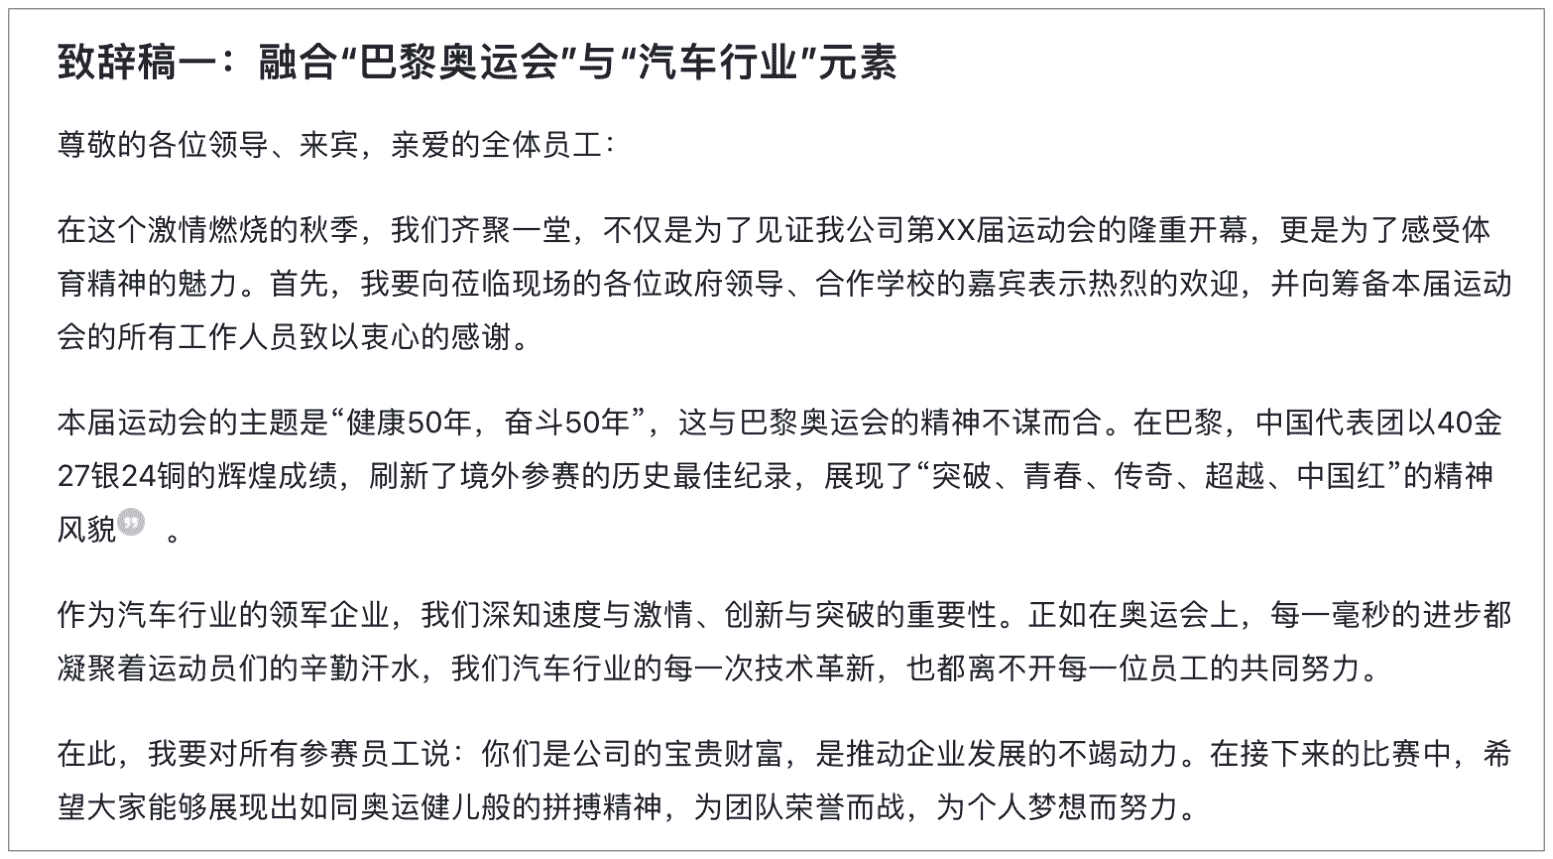 致辞稿一：融合“巴黎奥运会”与“汽车行业”元素
尊敬的各位领导、来宾，亲爱的全体员工：
在这个激情燃烧的秋季，我们齐聚一堂，不仅是为了见证我公司第XX届运动会的隆重开幕，更是为了感受体
育精神的魅力。首先，我要向莅临现场的各位政府领导、合作学校的嘉宾表示热烈的欢迎，并向筹备本届运动
会的所有工作人员致以衷心的感谢。
本届运动会的主题是“健康50年，奋斗50年”，这与巴黎奥运会的精神不谋而合。在巴黎，中国代表团以40金
27银24铜的辉煌成绩，刷新了境外参赛的历史最佳纪录，展现了“突破、青春、传奇、超越、中国红”的精神
风貌 。
作为汽车行业的领军企业，我们深知速度与激情、创新与突破的重要性。正如在奥运会上，每一毫秒的进步都
凝聚着运动员们的辛勤汗水，我们汽车行业的每一次技术革新，也都离不开每一位员工的共同努力。
在此，我要对所有参赛员工说：你们是公司的宝贵财富，是推动企业发展的不竭动力。在接下来的比赛中，希
望大家能够展现出如同奥运健儿般的拼搏精神，为团队荣誉而战，为个人梦想而努力。